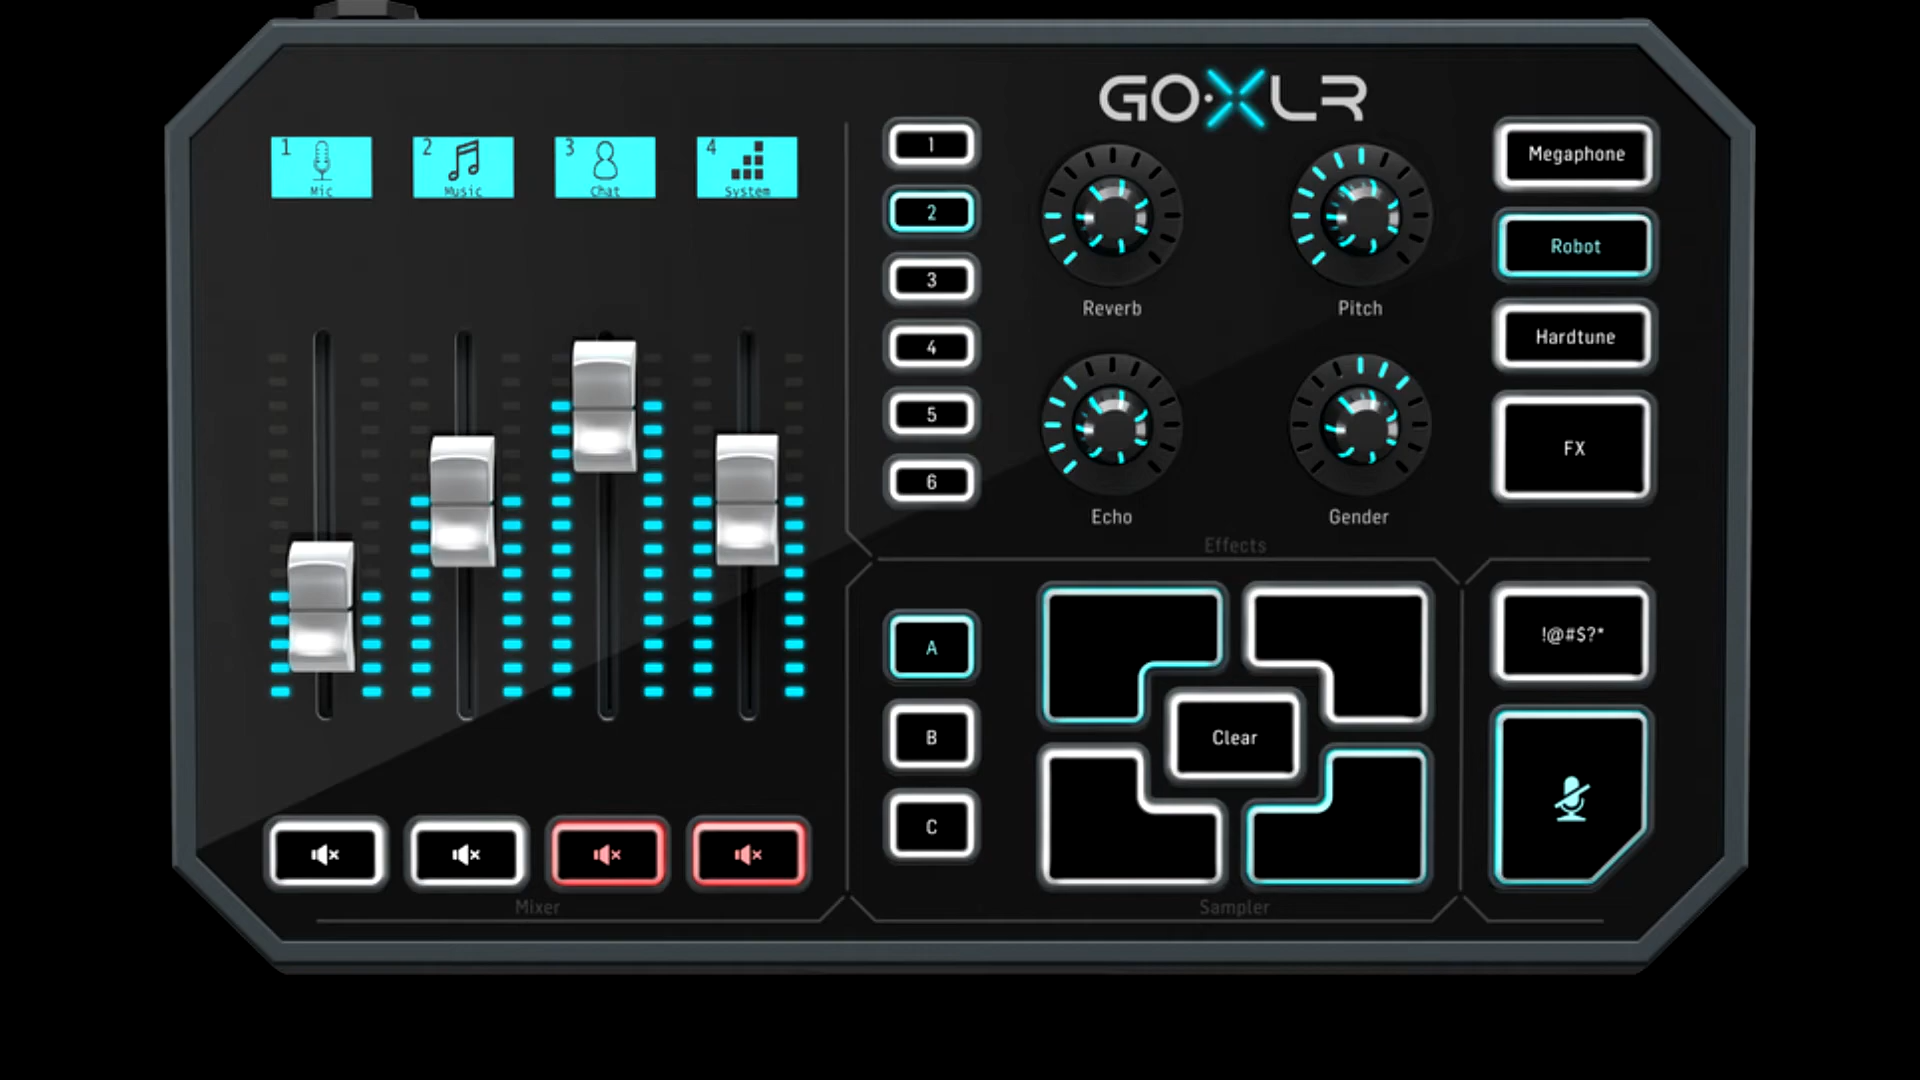 GO·XLR
1
Mic
2
Music
3
Chat
4
System
1
2
3
4
5
6
Reverb
Pitch
Echo
Gender
Effects
Megaphone
Robot
Hardtune
FX
A
B
C
Clear
Sampler
!@#$?*
Mixer